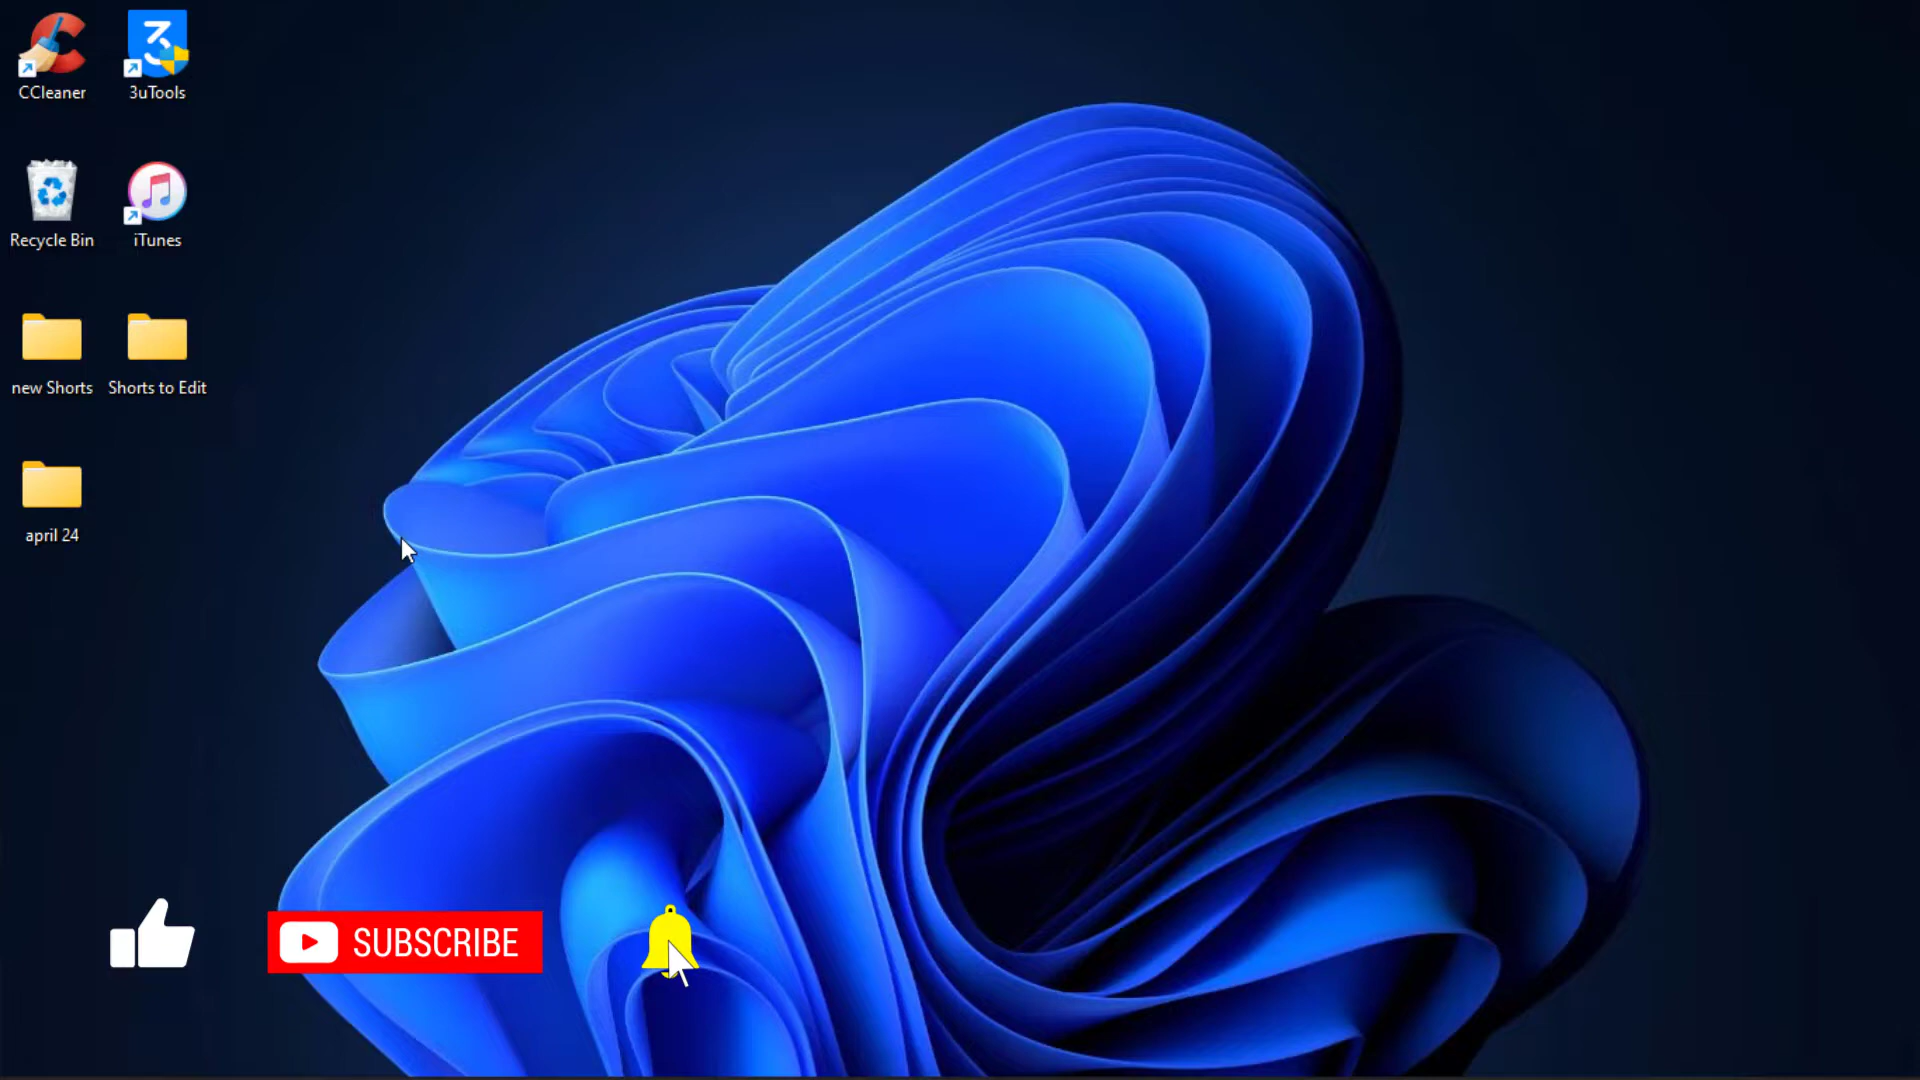 CCleaner
3uTools
Recycle Bin
iTunes
new Shorts
Shorts to Edit
april 24
SUBSCRIBE